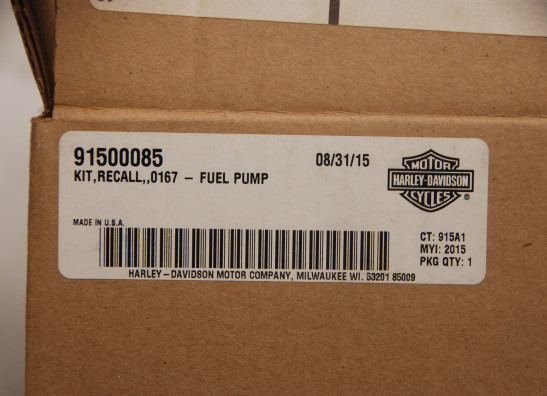 91500085 08/31/15
KIT,RECALL,,0167 – FUEL PUMP
MOTOR
HARLEY-DAVIDSON
CYCLES ®
MADE IN U.S.A.
CT: 915A1
MYI: 2015
PKG QTY: 1
HARLEY–DAVIDSON MOTOR COMPANY, MILWAUKEE WI. 53201 85009